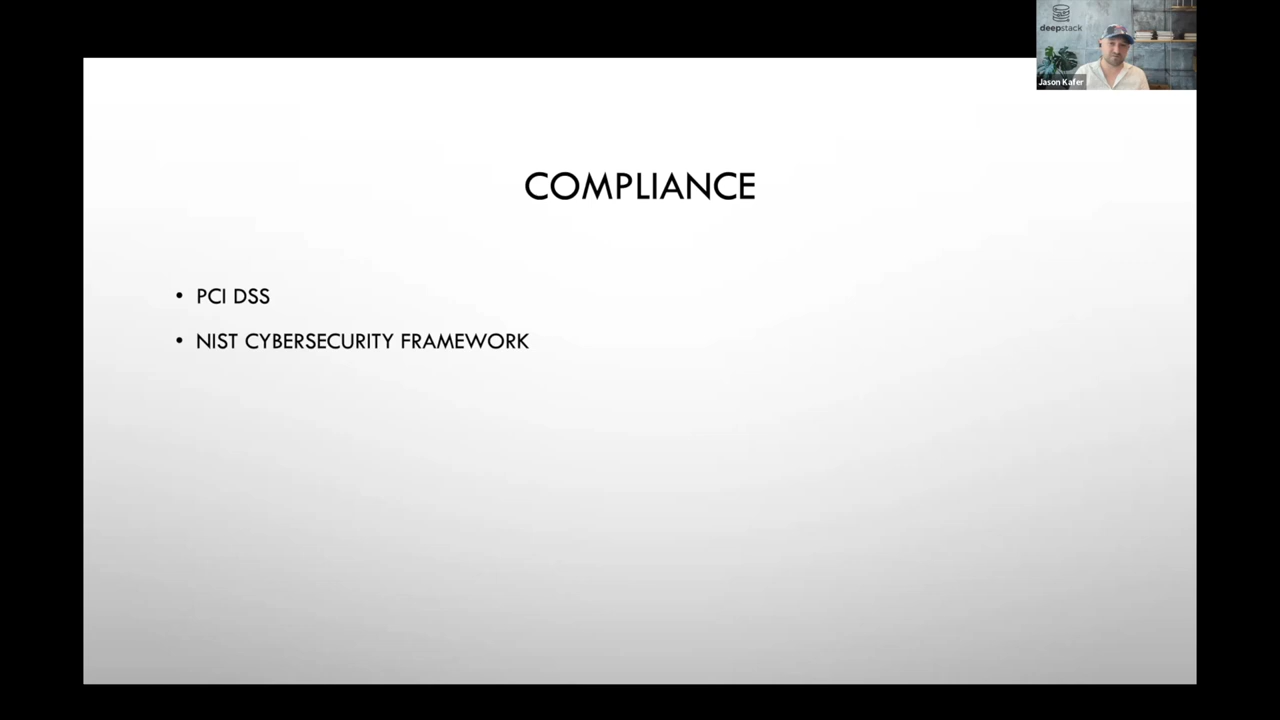 deepstack
Jason Kafer
COMPLIANCE
• PCI DSS
• NIST CYBERSECURITY FRAMEWORK